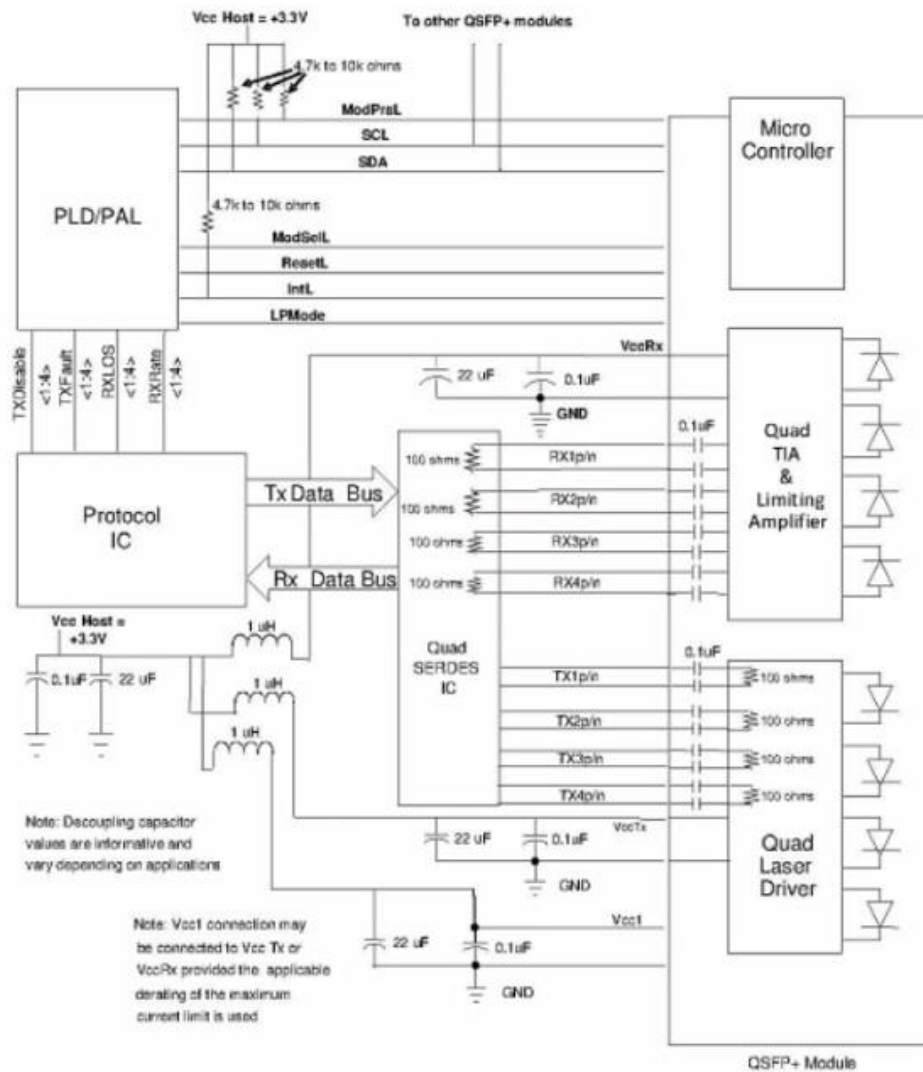 Vcc Host = +3.3V
To other QSFP+ modules
4.7k to 10k ohms
ModPrsL
SCL
SDA
4.7k to 10k ohms
PLD/PAL
ModSelL
ResetL
IntL
LPMode
Micro
Controller
TXDisable
<1:4>
TXFault
<1:4>
RXLOS
<1:4>
RXRate
<1:4>
VccRx
22 uF
0.1uF
GND
0.1uF
Quad
TIA
&
Limiting
Amplifier
100 ohms
RX1p/n
100 ohms
RX2p/n
100 ohms
RX3p/n
100 ohms
RX4p/n
Tx Data Bus
Protocol
IC
Rx Data Bus
Vcc Host =
+3.3V
0.1uF
22 uF
1 uH
1 uH
1 uH
Quad
SERDES
IC
0.1uF
TX1p/n
100 ohms
TX2p/n
100 ohms
TX3p/n
100 ohms
TX4p/n
100 ohms
VccTx
22 uF
0.1uF
GND
Quad
Laser
Driver
Note: Decoupling capacitor
values are informative and
vary depending on applications
Note: Vcc1 connection may
be connected to Vcc Tx or
VccRx provided the applicable
derating of the maximum
current limit is used
Vcc1
22 uF
0.1uF
GND
QSFP+ Module